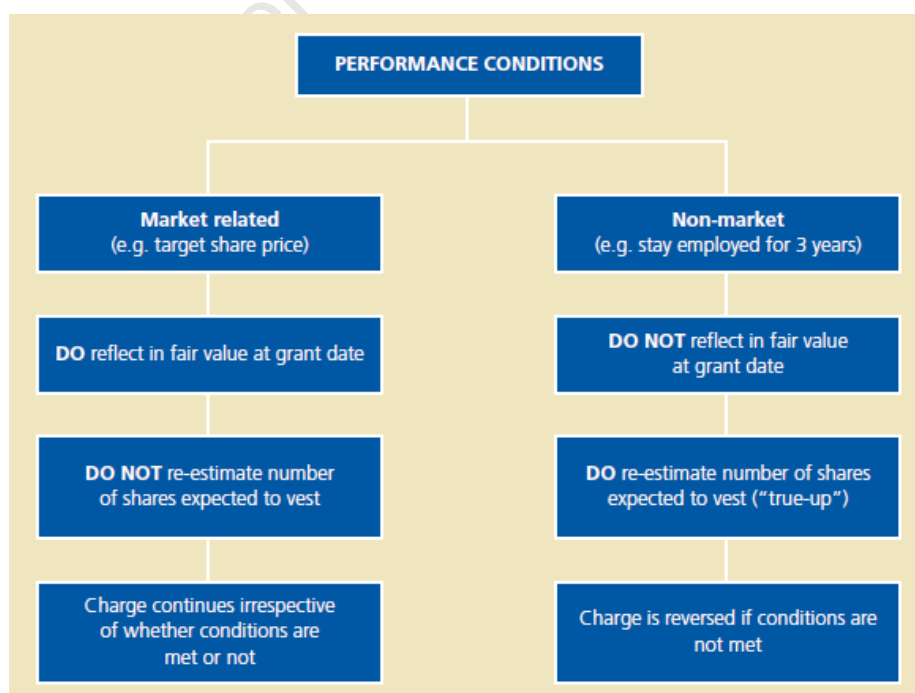 PERFORMANCE CONDITIONS
Market related
(e.g. target share price)
DO reflect in fair value at grant date
DO NOT re-estimate number
of shares expected to vest
Charge continues irrespective
of whether conditions are
met or not
Non-market
(e.g. stay employed for 3 years)
DO NOT reflect in fair value
at grant date
DO re-estimate number of shares
expected to vest (“true-up”)
Charge is reversed if conditions are
not met